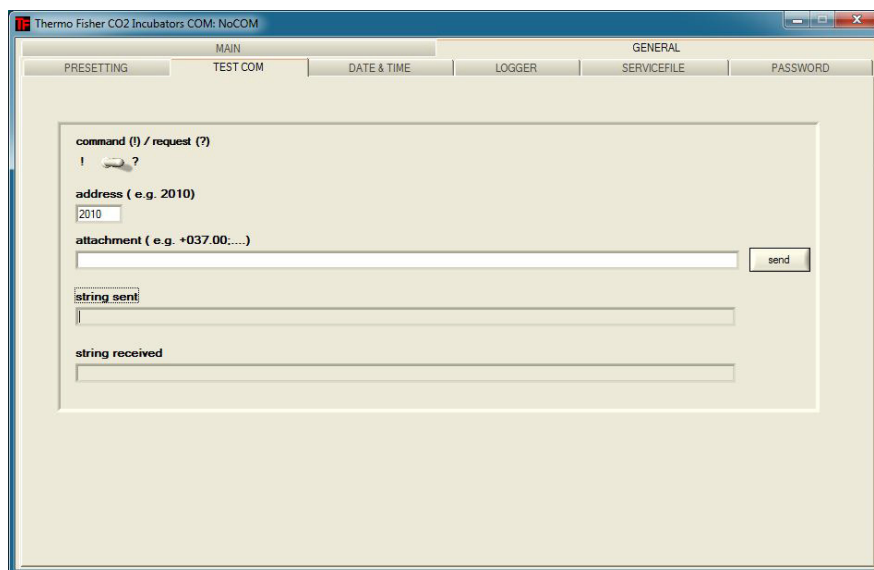 Thermo Fisher CO2 Incubators COM: NoCOM
MAIN GENERAL
PRESETTING TEST COM DATE & TIME LOGGER SERVICEFILE PASSWORD
command (!) / request (?)
! ?
address ( e.g. 2010)
2010
attachment ( e.g. +037.00;....)
send
string sent
string received